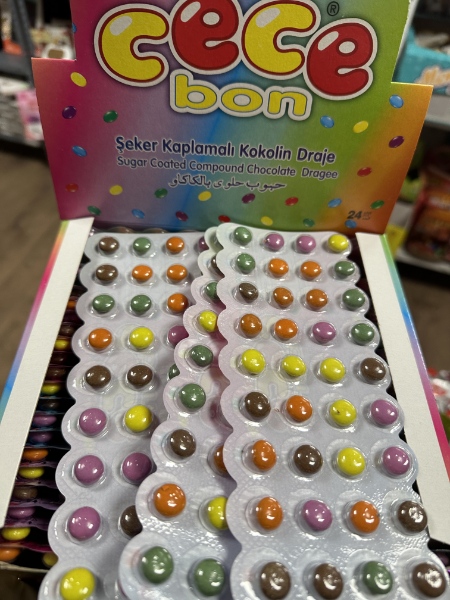 cece®
bon
Şeker Kaplamalı Kokolin Draje
Sugar Coated Compound Chocolate Dragee
حبوب حلوى بالكاكاو
24